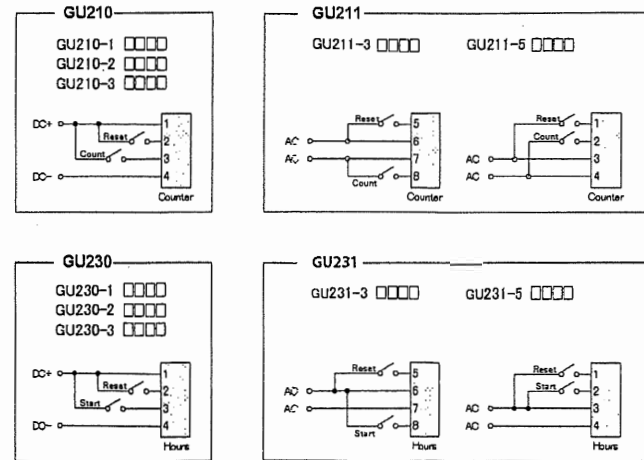 GU210
GU210-1 □□□□
GU210-2 □□□□
GU210-3 □□□□
DC+
1
Reset
2
Count
3
DC-
4
Counter
GU211
GU211-3 □□□□
GU211-5 □□□□
Reset
5
AC
6
AC
7
Count
8
Counter
Reset
1
Count
2
AC
3
AC
4
Counter
GU230
GU230-1 □□□□
GU230-2 □□□□
GU230-3 □□□□
DC+
1
Reset
2
Start
3
DC-
4
Hours
GU231
GU231-3 □□□□
GU231-5 □□□□
Reset
5
AC
6
AC
7
Start
8
Hours
Reset
1
Start
2
AC
3
AC
4
Hours